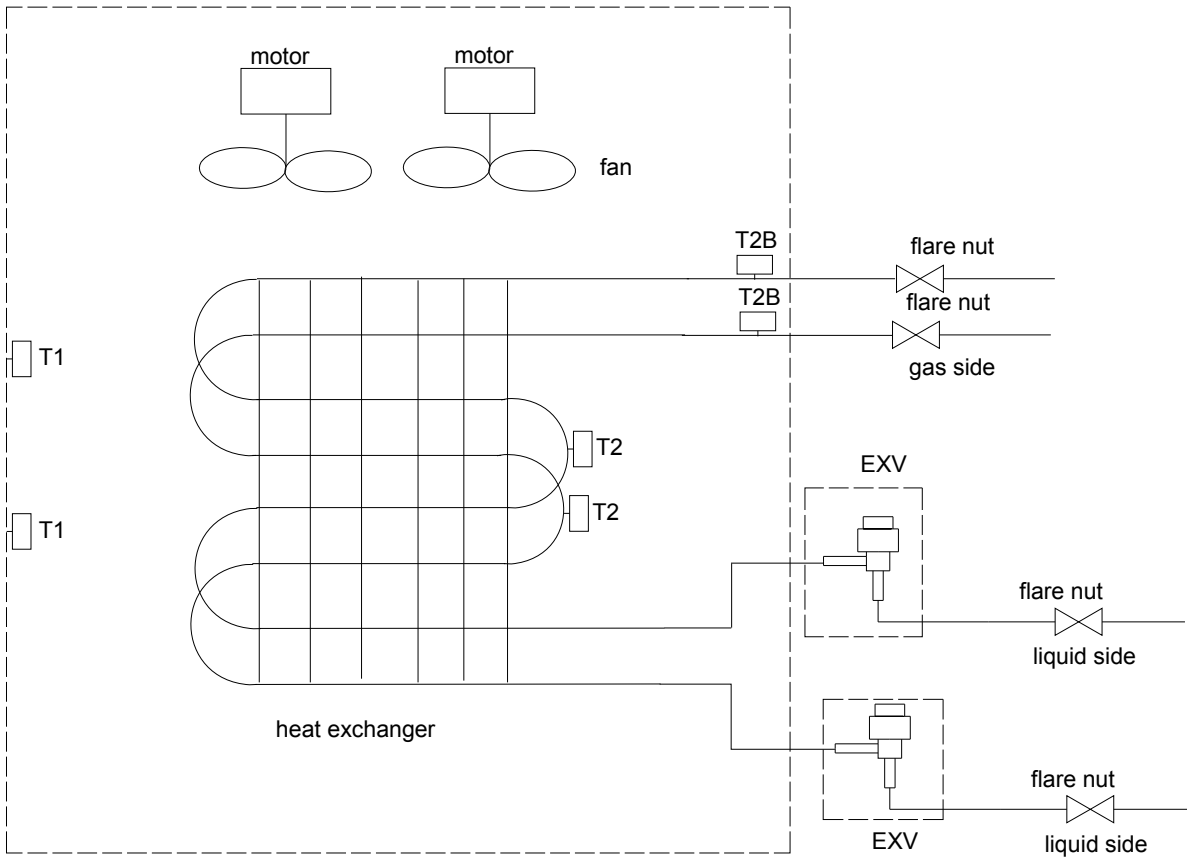 motor
motor
fan
T2B
flare nut
T2B
flare nut
gas side
T1
T2
EXV
T2
T1
flare nut
liquid side
heat exchanger
flare nut
EXV
liquid side